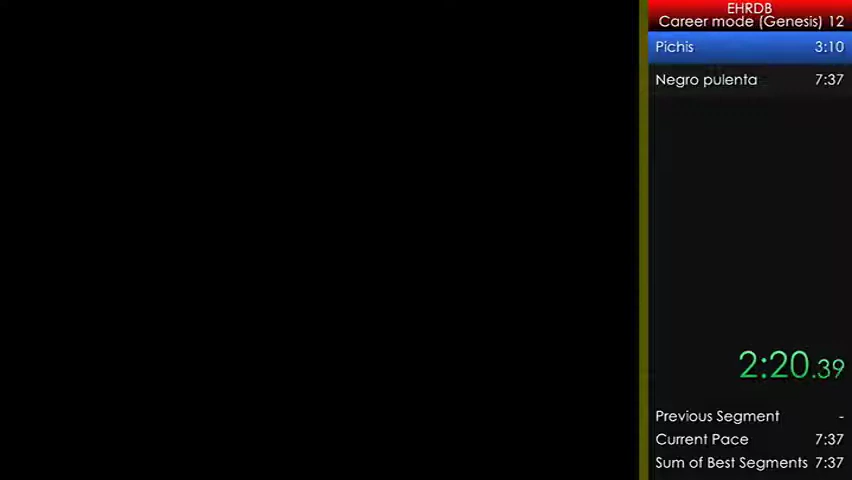 EHRDB
Career mode (Genesis) 12
Pichis 3:10
Negro pulenta 7:37
2:20.39
Previous Segment -
Current Pace 7:37
Sum of Best Segments 7:37